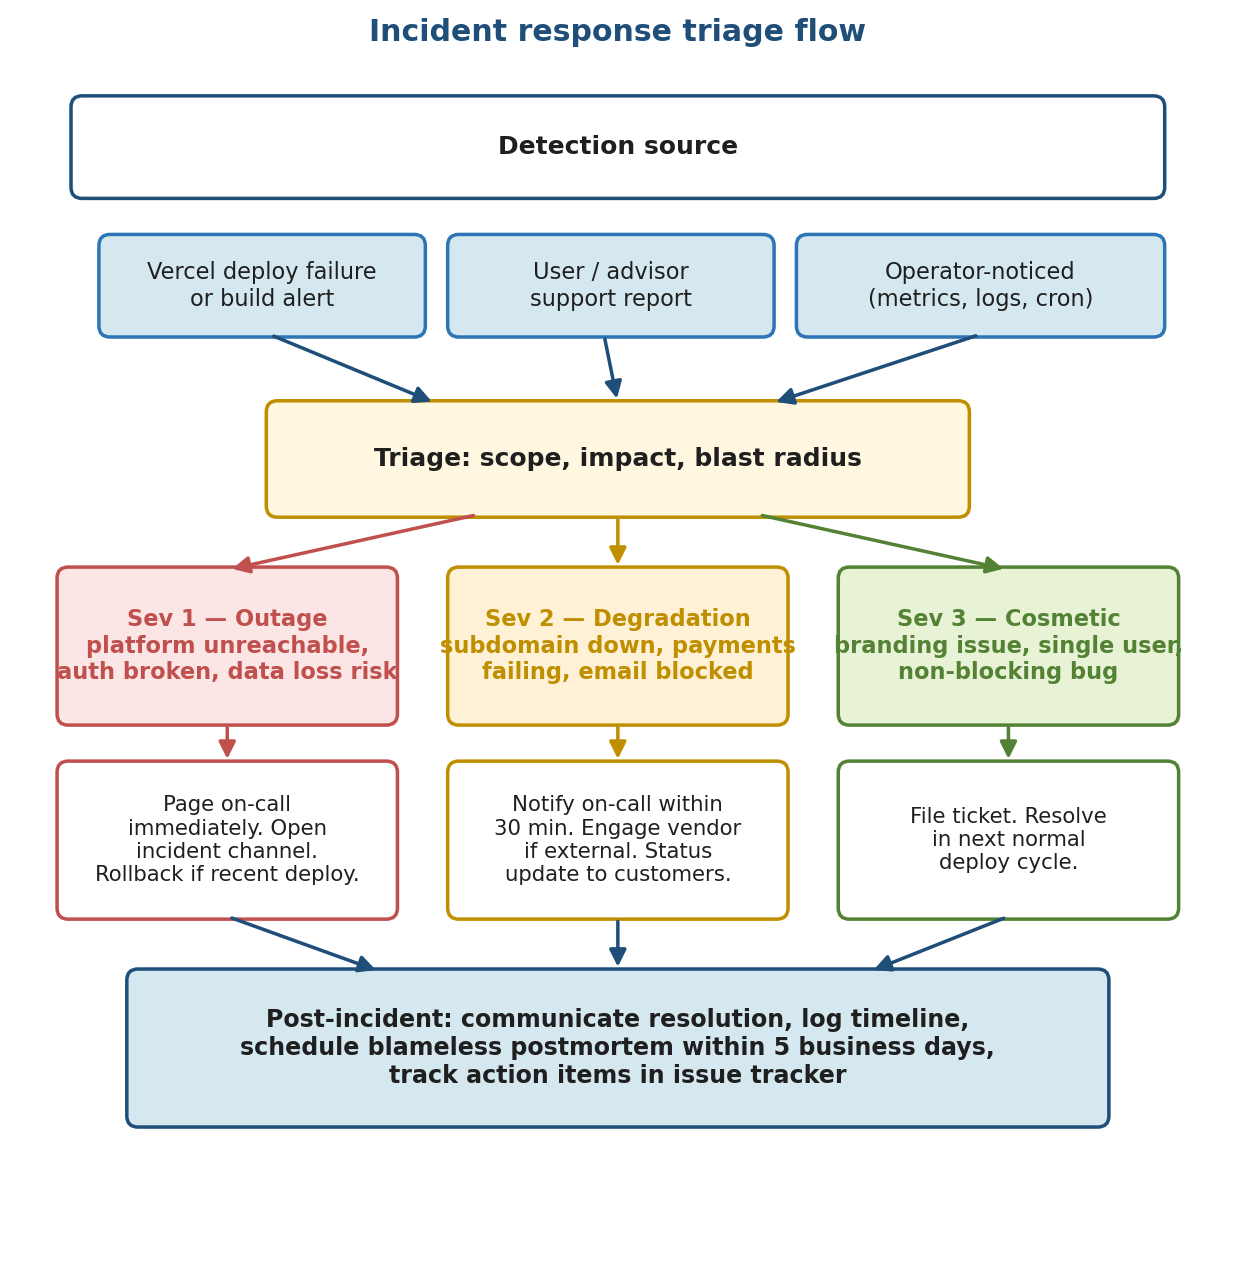 Incident response triage flow
Detection source
Vercel deploy failure
or build alert
User / advisor
support report
Operator-noticed
(metrics, logs, cron)
Triage: scope, impact, blast radius
Sev 1 — Outage
platform unreachable,
auth broken, data loss risk
Sev 2 — Degradation
subdomain down, payments
failing, email blocked
Sev 3 — Cosmetic
branding issue, single user,
non-blocking bug
Page on-call
immediately. Open
incident channel.
Rollback if recent deploy.
Notify on-call within
30 min. Engage vendor
if external. Status
update to customers.
File ticket. Resolve
in next normal
deploy cycle.
Post-incident: communicate resolution, log timeline,
schedule blameless postmortem within 5 business days,
track action items in issue tracker